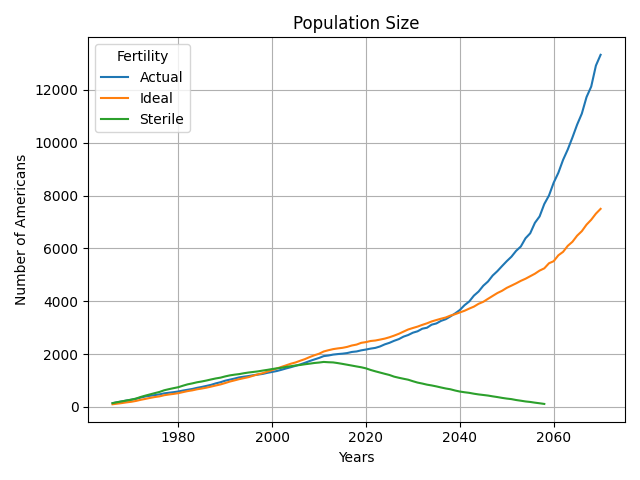 Population Size
Fertility
Actual
Ideal
Sterile
12000
10000
8000
6000
4000
2000
0
Number of Americans
1980
2000
2020
2040
2060
Years